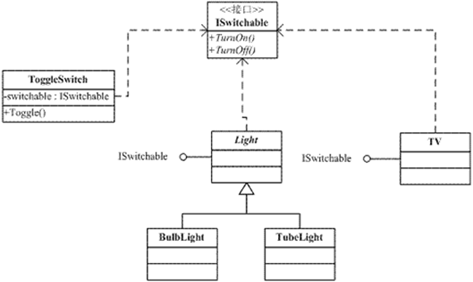 <<接口>>
ISwitchable
+TurnOn()
+TurnOff()
ToggleSwitch
-switchable : ISwitchable
+Toggle()
ISwitchable
Light
ISwitchable
TV
BulbLight
TubeLight